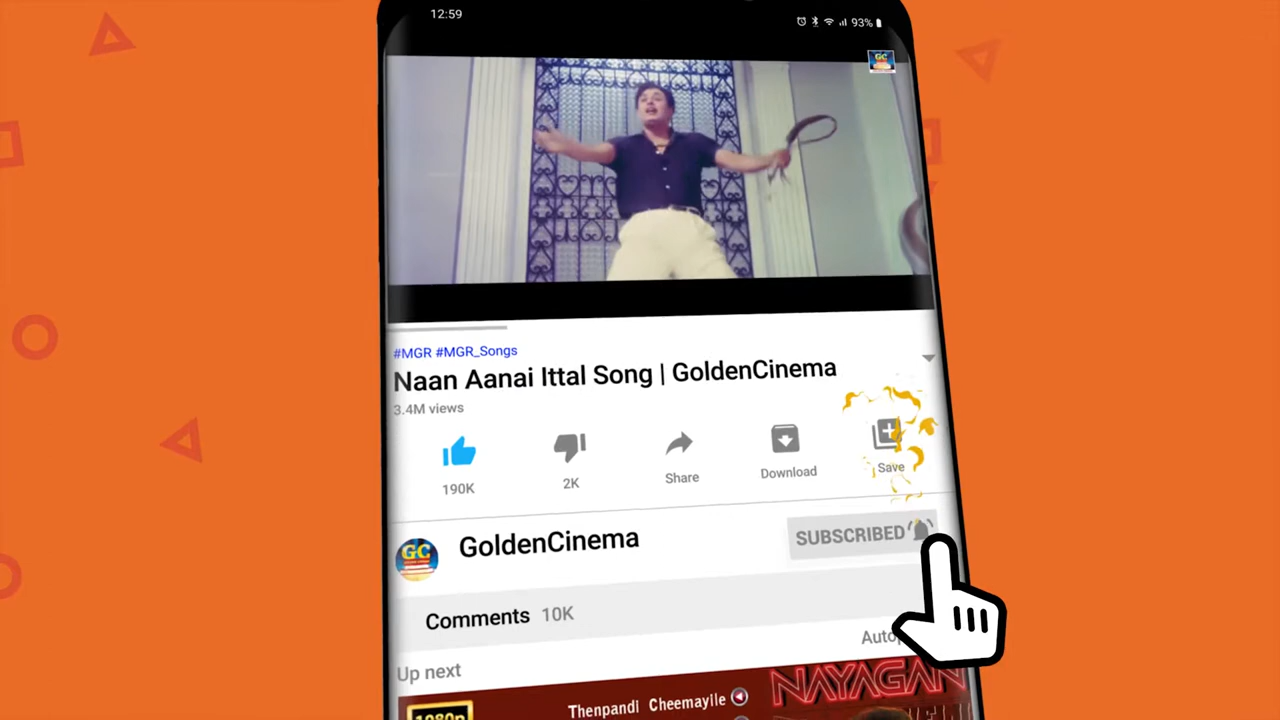 12:59
93%
GC
#MGR #MGR_Songs
Naan Aanai Ittal Song | GoldenCinema
3.4M views
190K
2K
Share
Download
Save
GC
GoldenCinema
SUBSCRIBED
Comments 10K
Up next
1080p
Thenpandi Cheemayile
NAYAGAN